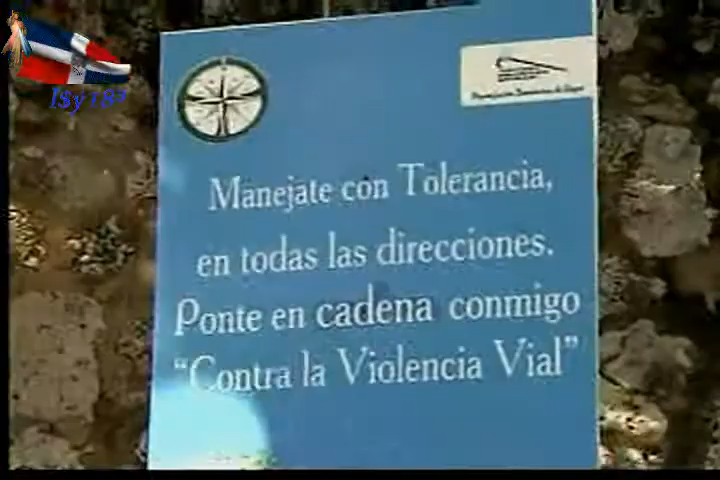 Manejate con Tolerancia,
en todas las direcciones.
Ponte en cadena conmigo
“Contra la Violencia Vial”